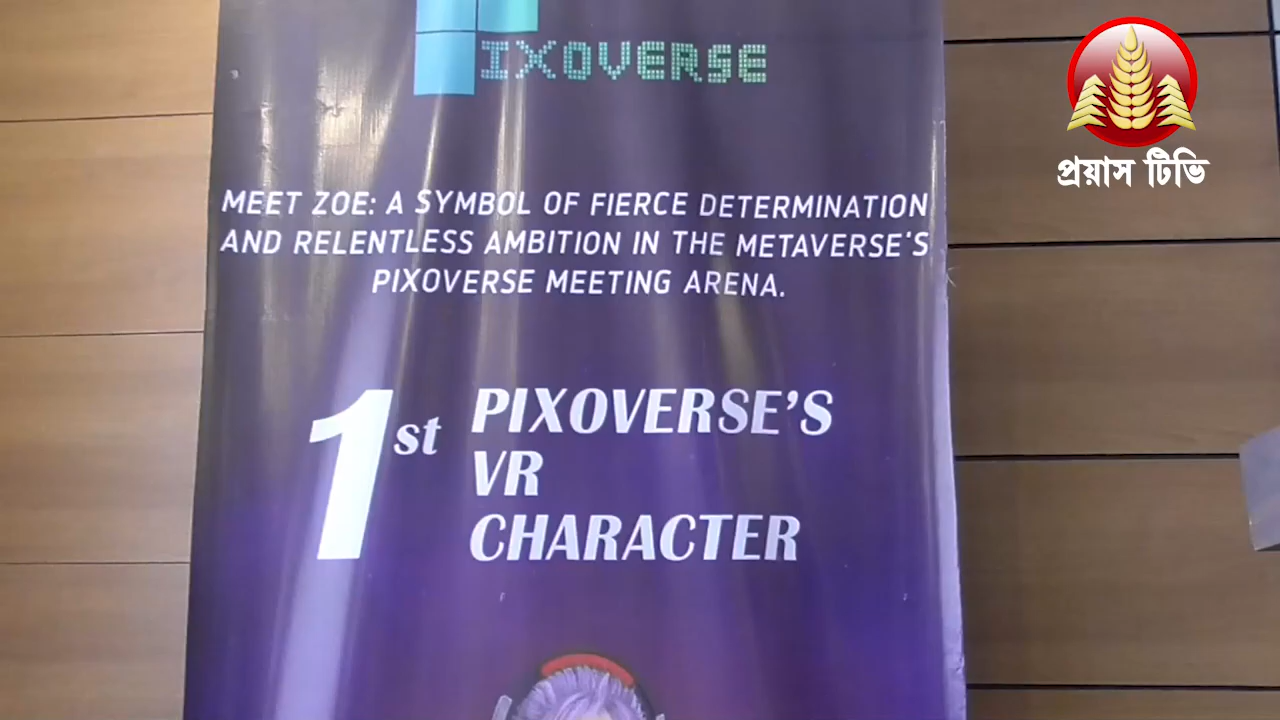 IXOVERSE
প্রয়াস টিভি
MEET ZOE: A SYMBOL OF FIERCE DETERMINATION
AND RELENTLESS AMBITION IN THE METAVERSE'S
PIXOVERSE MEETING ARENA.
1st PIXOVERSE'S
VR
CHARACTER